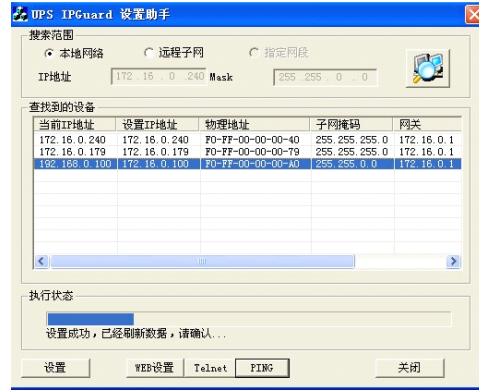 UPS IPGuard 设置助手
搜索范围
本地网络 远程子网 指定网段
IP地址 172 . 16 . 0 . 240 Mask 255 .255 . 0 . 0
查找到的设备
当前IP地址 设置IP地址 物理地址 子网掩码 网关
172.16.0.240 172.16.0.240 F0-FF-00-00-00-40 255.255.255.0 172.16.0.1
172.16.0.179 172.16.0.179 F0-FF-00-00-00-79 255.255.255.0 172.16.0.1
192.168.0.100 172.16.0.100 F0-FF-00-00-00-A0 255.255.0.0 172.16.0.1
执行状态
设置成功，已经刷新数据，请确认...
设置 WEB设置 Telnet PING 关闭